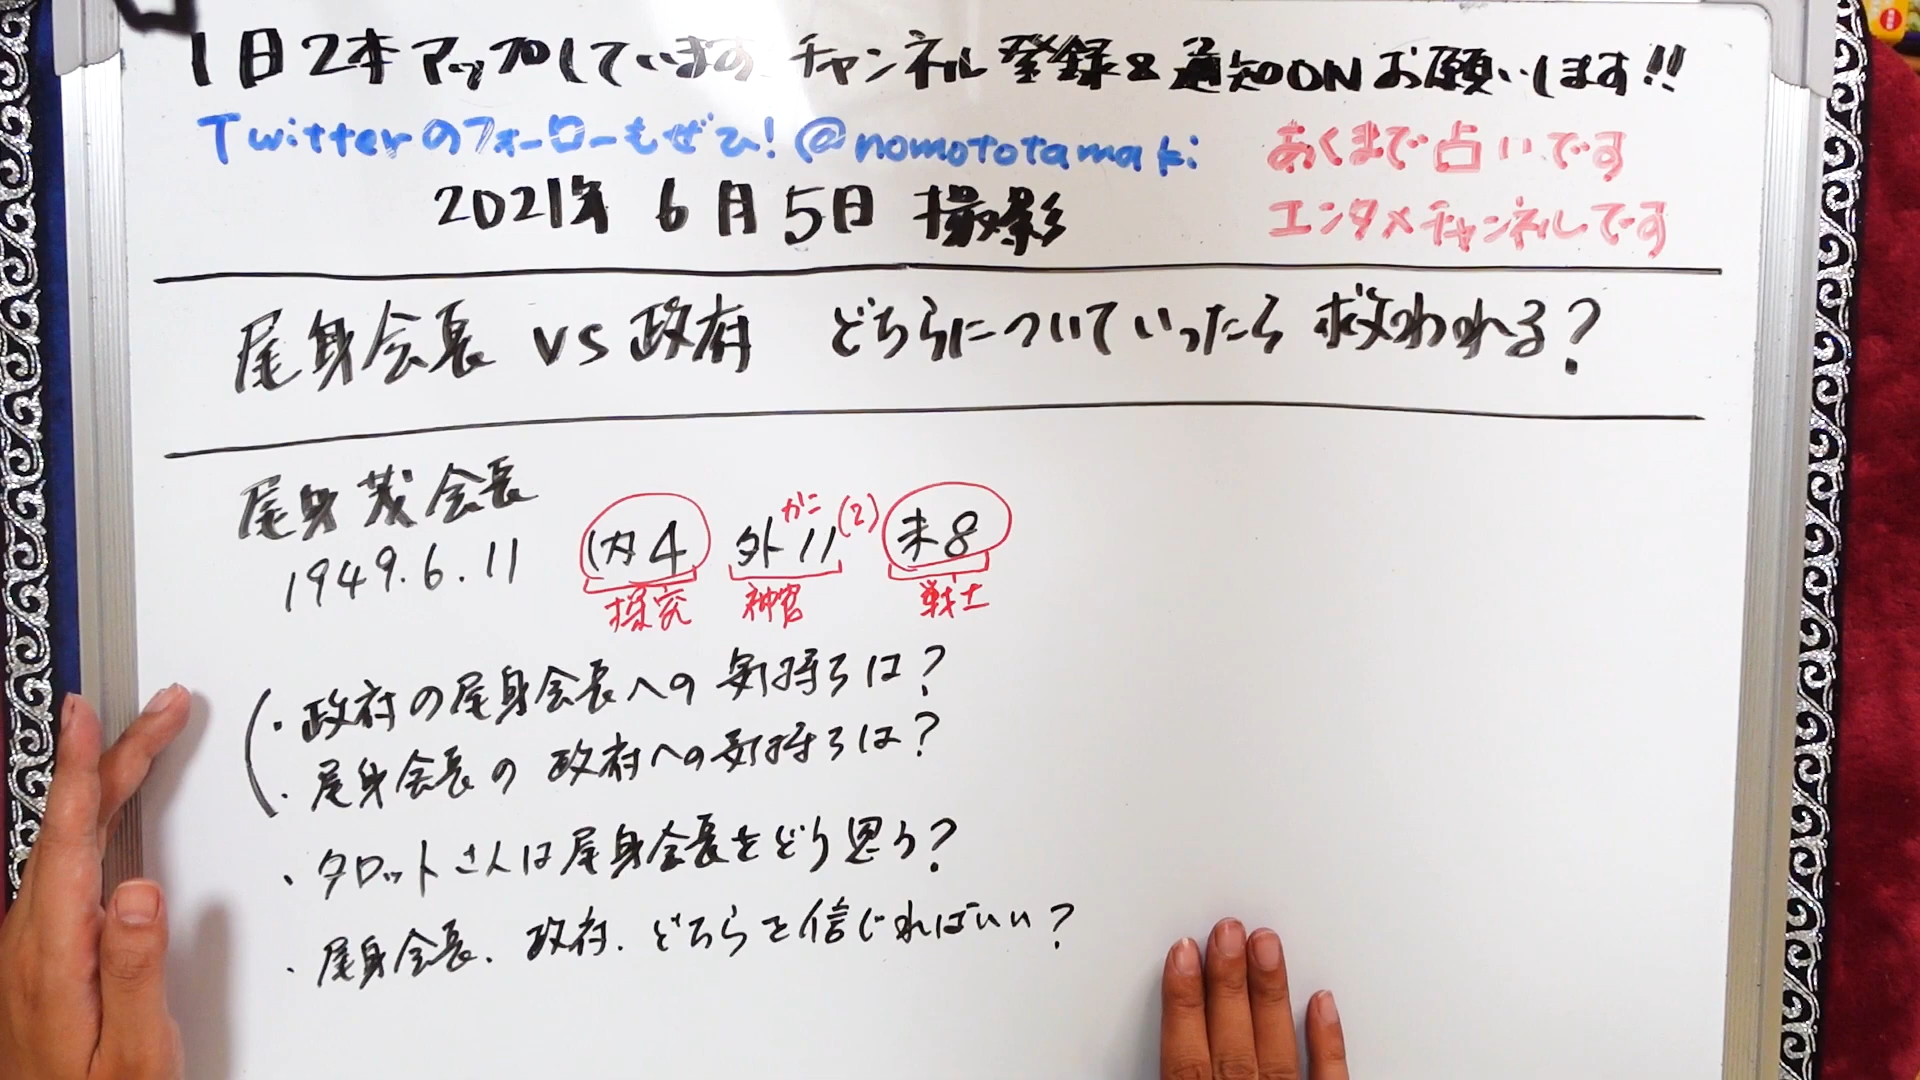 1日2本アップしています チャンネル登録&通知ONお願いします!!
Twitterのフォローもぜひ!@nomototamaki
あくまで占いです
2021年 6月5日 撮影
エンタメチャンネルです
尾身会長 vs 政府 どちらについていったら 救われる?
尾身茂会長
1949.6.11
内4 外11 かに (2) 未8
探究 神官 戦士
・政府の尾身会長への気持ちは?
・尾身会長の政府への気持ちは?
・タロットさんは尾身会長をどう思う?
・尾身会長、政府、どちらを信じればいい?